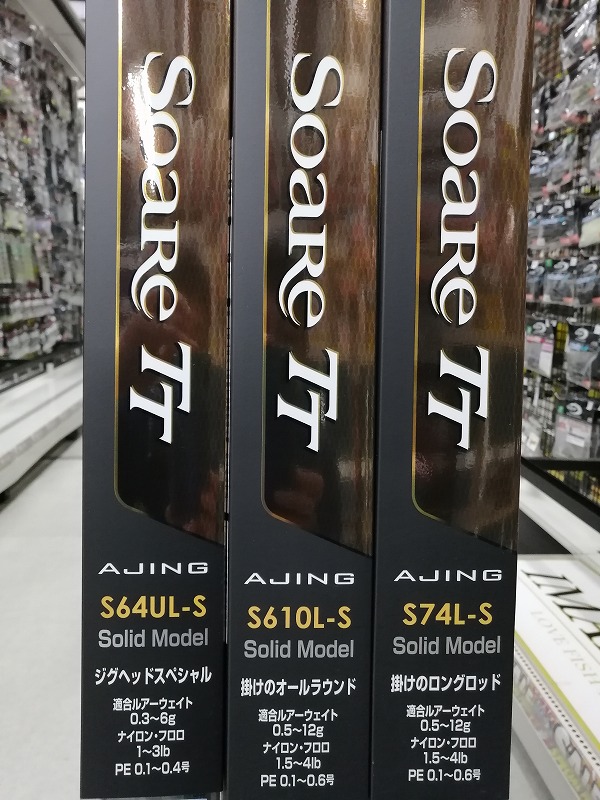 SoaRe TT
AJING
S64UL-S
Solid Model
ジグヘッドスペシャル
適合ルアーウェイト
0.3~6g
ナイロン・フロロ
1~3lb
PE 0.1~0.4号
SoaRe TT
AJING
S610L-S
Solid Model
掛けのオールラウンド
適合ルアーウェイト
0.5~12g
ナイロン・フロロ
1.5~4lb
PE 0.1~0.6号
SoaRe TT
AJING
S74L-S
Solid Model
掛けのロングロッド
適合ルアーウェイト
0.5~12g
ナイロン・フロロ
1.5~4lb
PE 0.1~0.6号